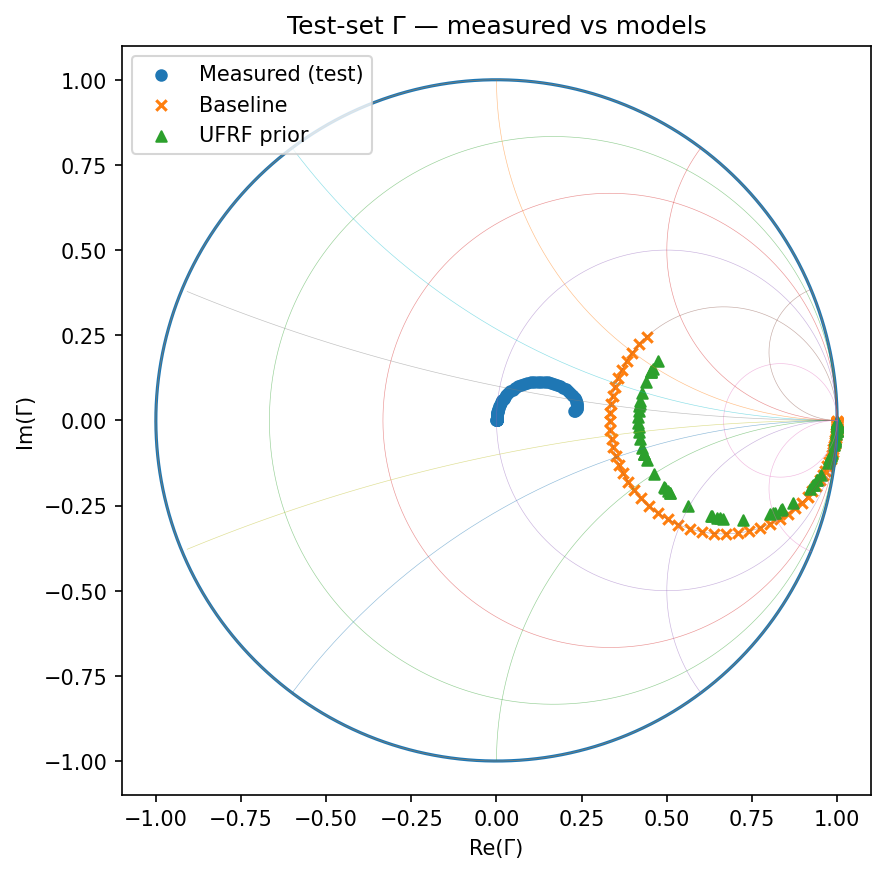 Test-set Γ — measured vs models
Measured (test)
Baseline
UFRF prior
1.00
0.75
0.50
0.25
0.00
−0.25
−0.50
−0.75
−1.00
Im(Γ)
−1.00 −0.75 −0.50 −0.25 0.00 0.25 0.50 0.75 1.00
Re(Γ)